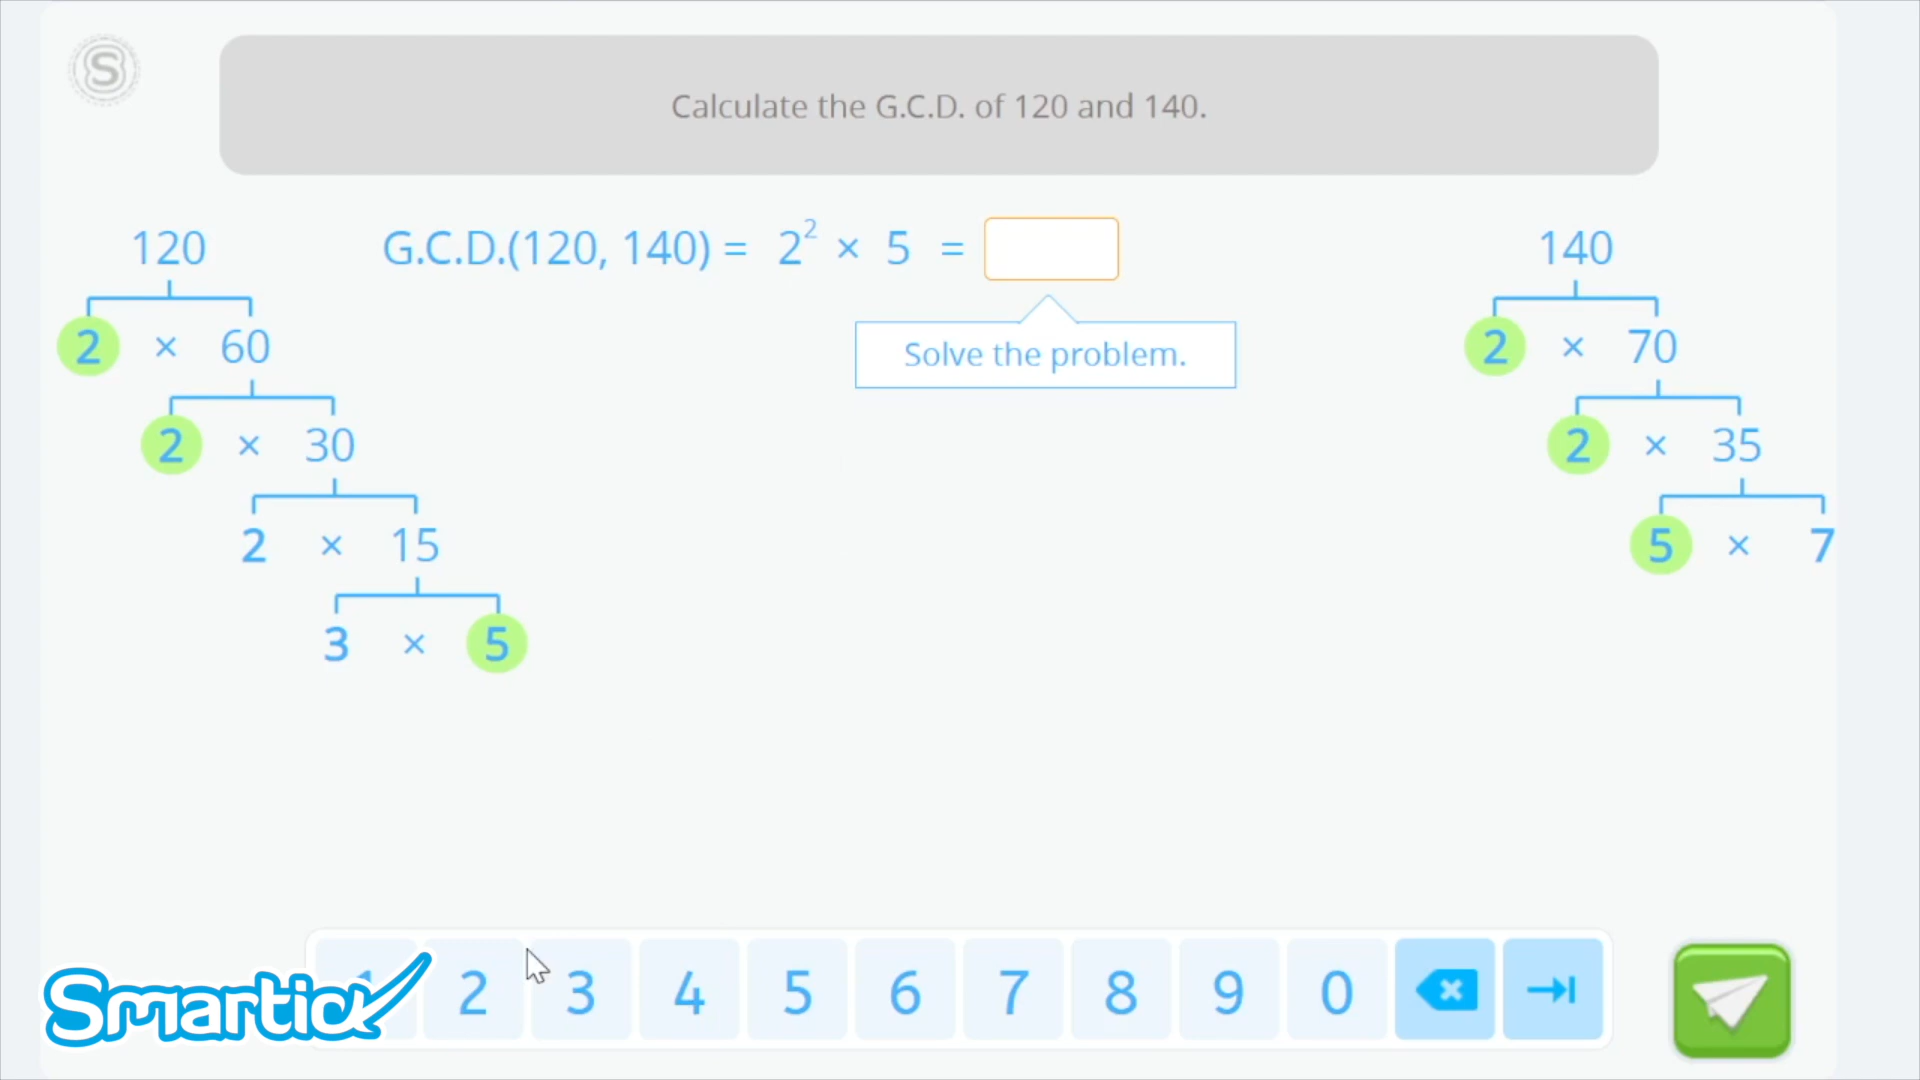 S
Calculate the G.C.D. of 120 and 140.
120
G.C.D.(120, 140) = 2² × 5 =
140
2 × 60
Solve the problem.
2 × 70
2 × 30
2 × 35
2 × 15
5 × 7
3 × 5
1 2 3 4 5 6 7 8 9 0
Smartick